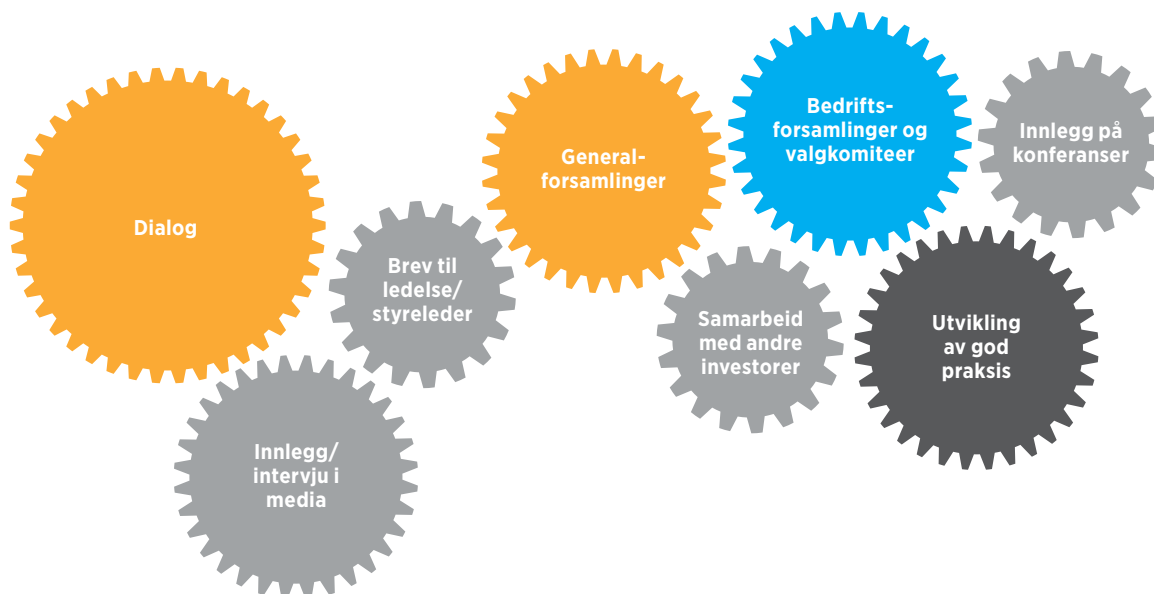 Dialog
Brev til
ledelse/
styreleder
Innlegg/
intervju i
media
General-
forsamlinger
Bedrifts-
forsamlinger og
valgkomiteer
Innlegg på
konferanser
Samarbeid
med andre
investorer
Utvikling
av god
praksis